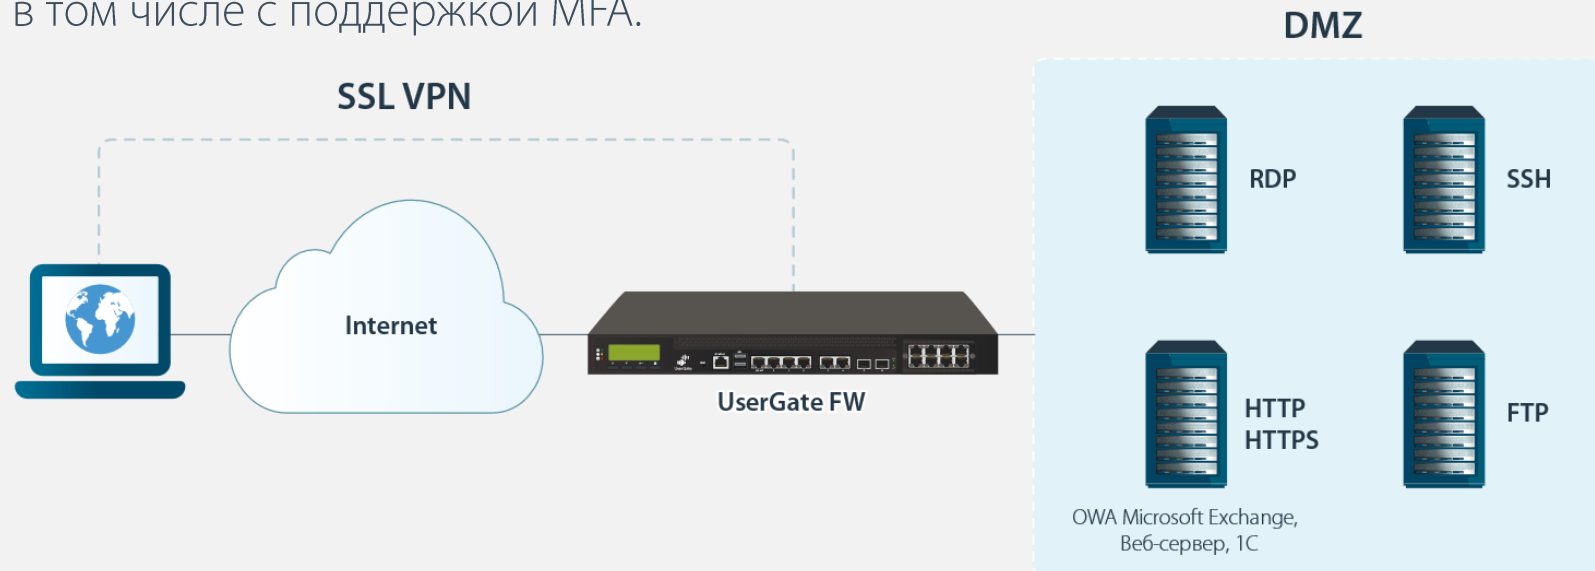 в том числе с поддержкой MFA.
DMZ
SSL VPN
RDP
SSH
Internet
UserGate
UserGate FW
HTTP
HTTPS
FTP
OWA Microsoft Exchange,
Веб-сервер, 1С